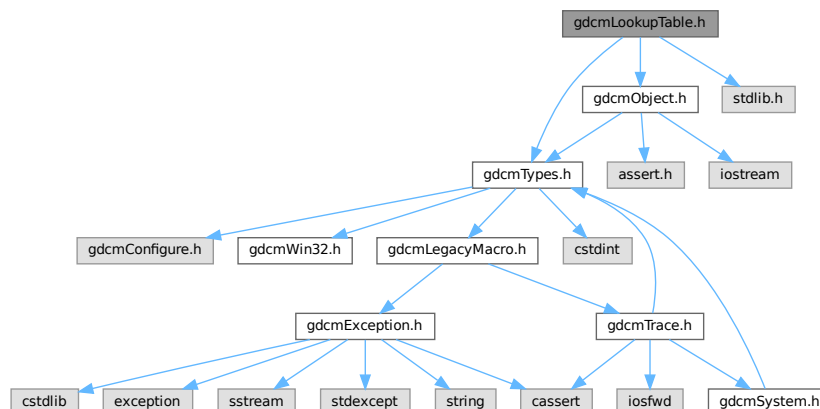 gdcmLookupTable.h
gdcmObject.h
stdlib.h
gdcmTypes.h
assert.h
iostream
gdcmConfigure.h
gdcmWin32.h
gdcmLegacyMacro.h
cstdint
gdcmException.h
gdcmTrace.h
cstdlib
exception
sstream
stdexcept
string
cassert
iosfwd
gdcmSystem.h